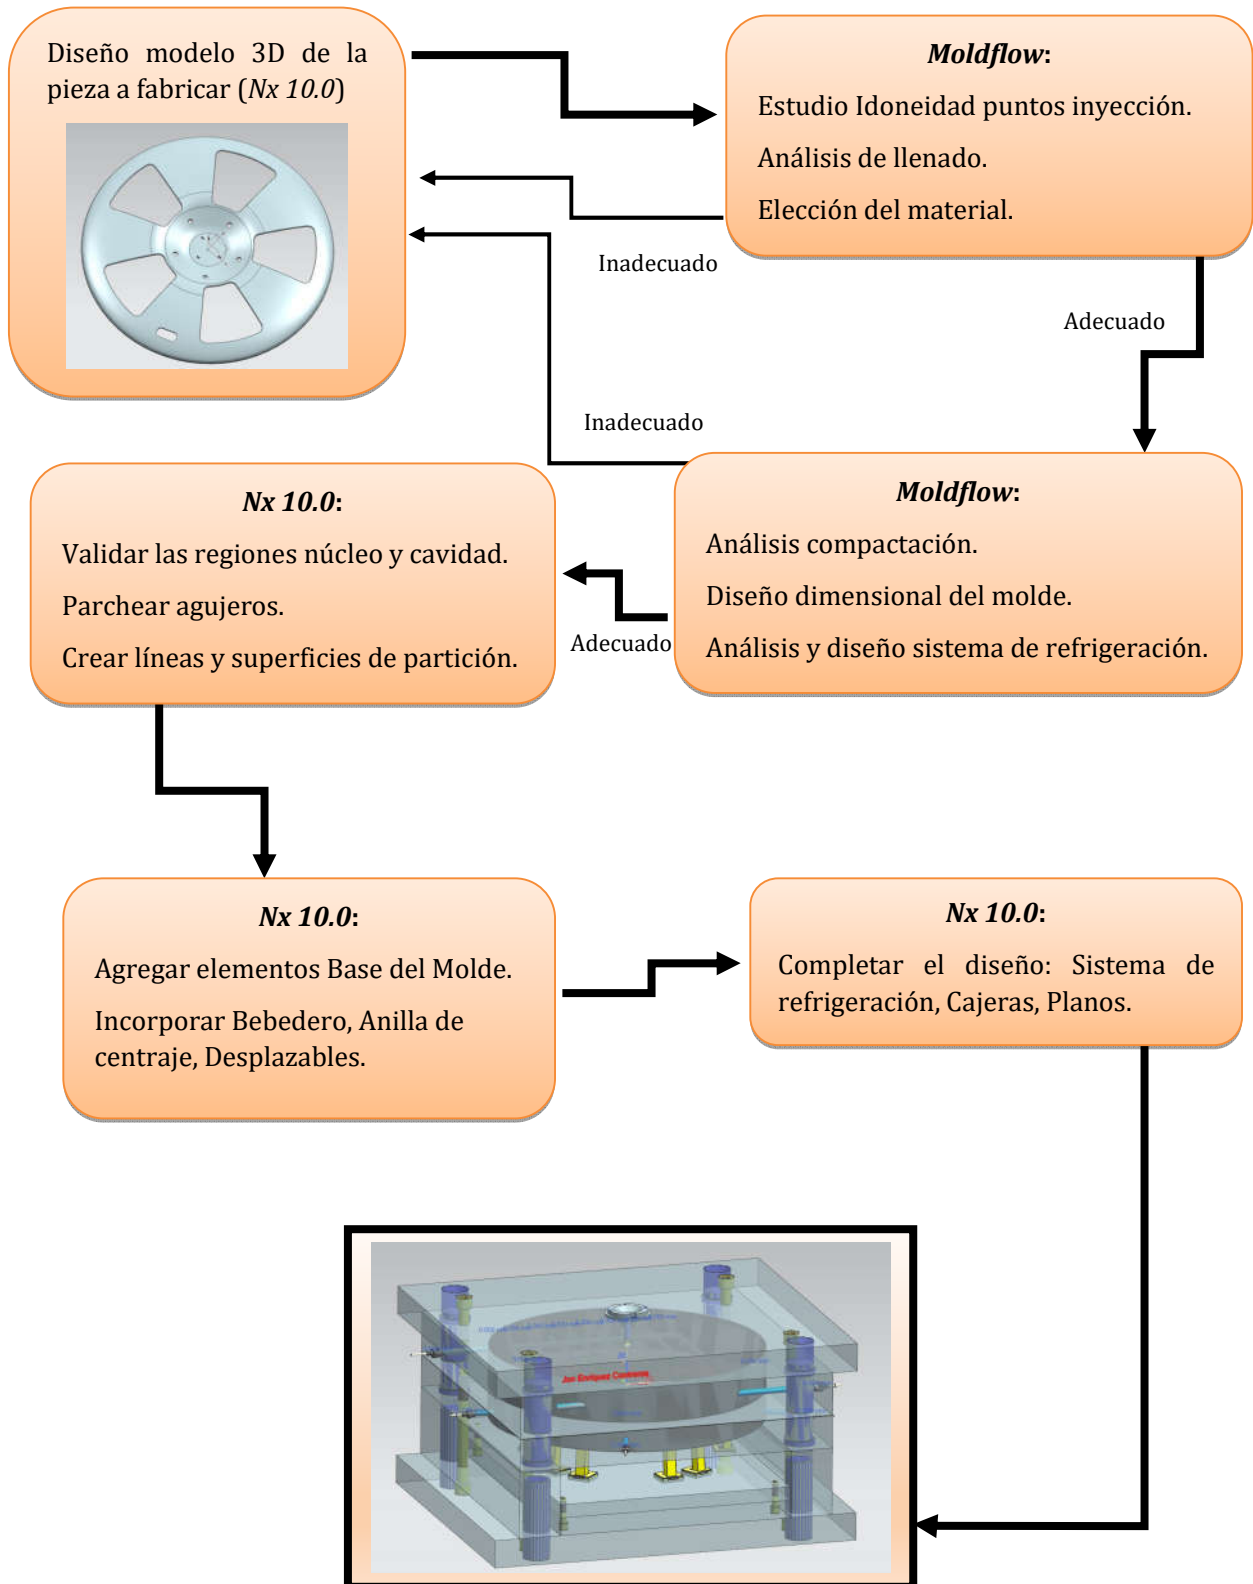 Diseño modelo 3D de la
pieza a fabricar (Nx 10.0)
Moldflow:
Estudio Idoneidad puntos inyección.
Análisis de llenado.
Elección del material.
Inadecuado
Adecuado
Inadecuado
Moldflow:
Análisis compactación.
Diseño dimensional del molde.
Análisis y diseño sistema de refrigeración.
Adecuado
Nx 10.0:
Validar las regiones núcleo y cavidad.
Parchear agujeros.
Crear líneas y superficies de partición.
Nx 10.0:
Agregar elementos Base del Molde.
Incorporar Bebedero, Anilla de
centraje, Desplazables.
Nx 10.0:
Completar el diseño: Sistema de
refrigeración, Cajeras, Planos.
Jon Enriquez Contreras